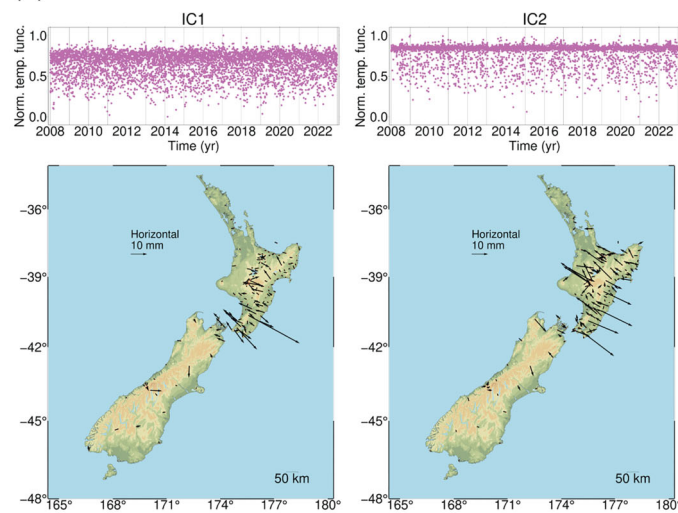 IC1
Norm. temp. func.
1.0
0.5
0.0
2008 2010 2012 2014 2016 2018 2020 2022
Time (yr)
IC2
Norm. temp. func.
1.0
0.5
0.0
2008 2010 2012 2014 2016 2018 2020 2022
Time (yr)
−36°
−39°
−42°
−45°
−48°
Horizontal
10 mm
50 km
165° 168° 171° 174° 177° 180°
−36°
−39°
−42°
−45°
−48°
Horizontal
10 mm
50 km
165° 168° 171° 174° 177° 180°